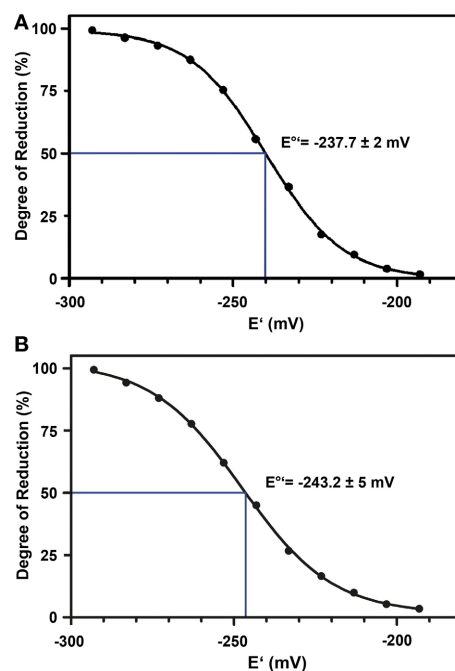 A
Degree of Reduction (%)
100
75
50
25
0
E°‘= -237.7 ± 2 mV
-300
-250
-200
E‘ (mV)
B
Degree of Reduction (%)
100
75
50
25
0
E°‘= -243.2 ± 5 mV
-300
-250
-200
E‘ (mV)